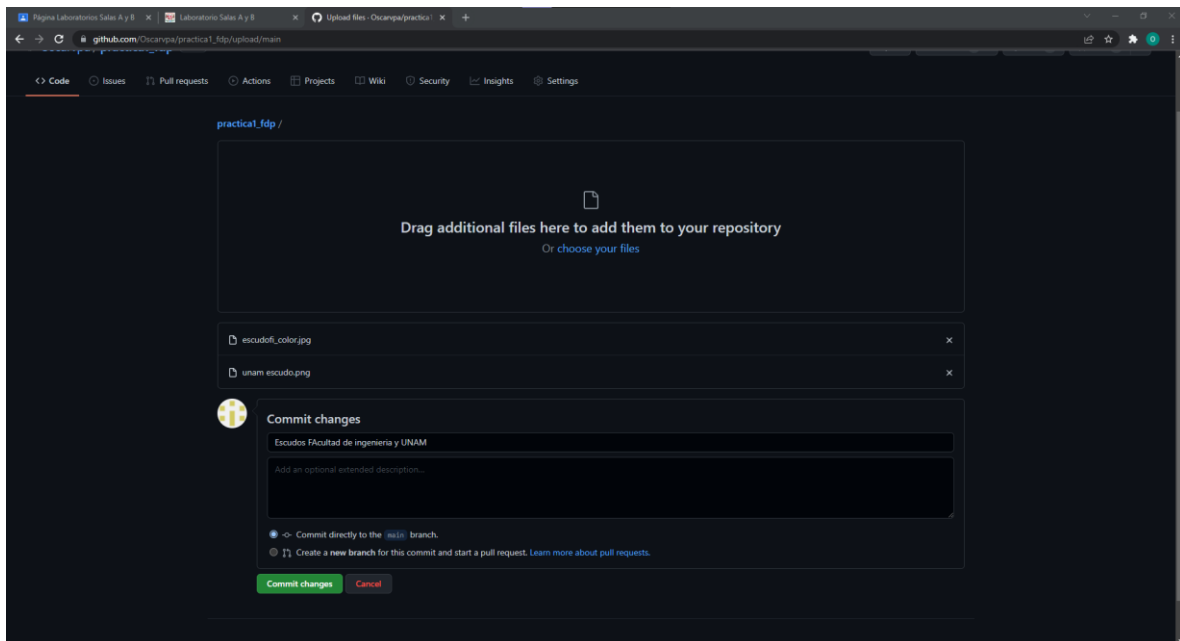 Página Laboratorios Salas A y B
Laboratorio Salas A y B
Upload files · Oscarvpa/practica1
github.com/Oscarvpa/practica1_fdp/upload/main
Code
Issues
Pull requests
Actions
Projects
Wiki
Security
Insights
Settings
practica1_fdp /
Drag additional files here to add them to your repository
Or choose your files
escudofi_color.jpg
unam escudo.png
Commit changes
Escudos FAcultad de ingenieria y UNAM
Add an optional extended description...
Commit directly to the main branch.
Create a new branch for this commit and start a pull request. Learn more about pull requests.
Commit changes
Cancel